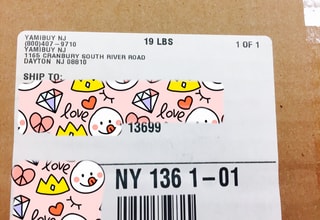 YAMIBUY NJ 19 LBS 1 OF 1
(800)407-9710
YAMIBUY NJ
1165 CRANBURY SOUTH RIVER ROAD
DAYTON NJ 08810
SHIP TO:
love
13699
love
NY 136 1-01